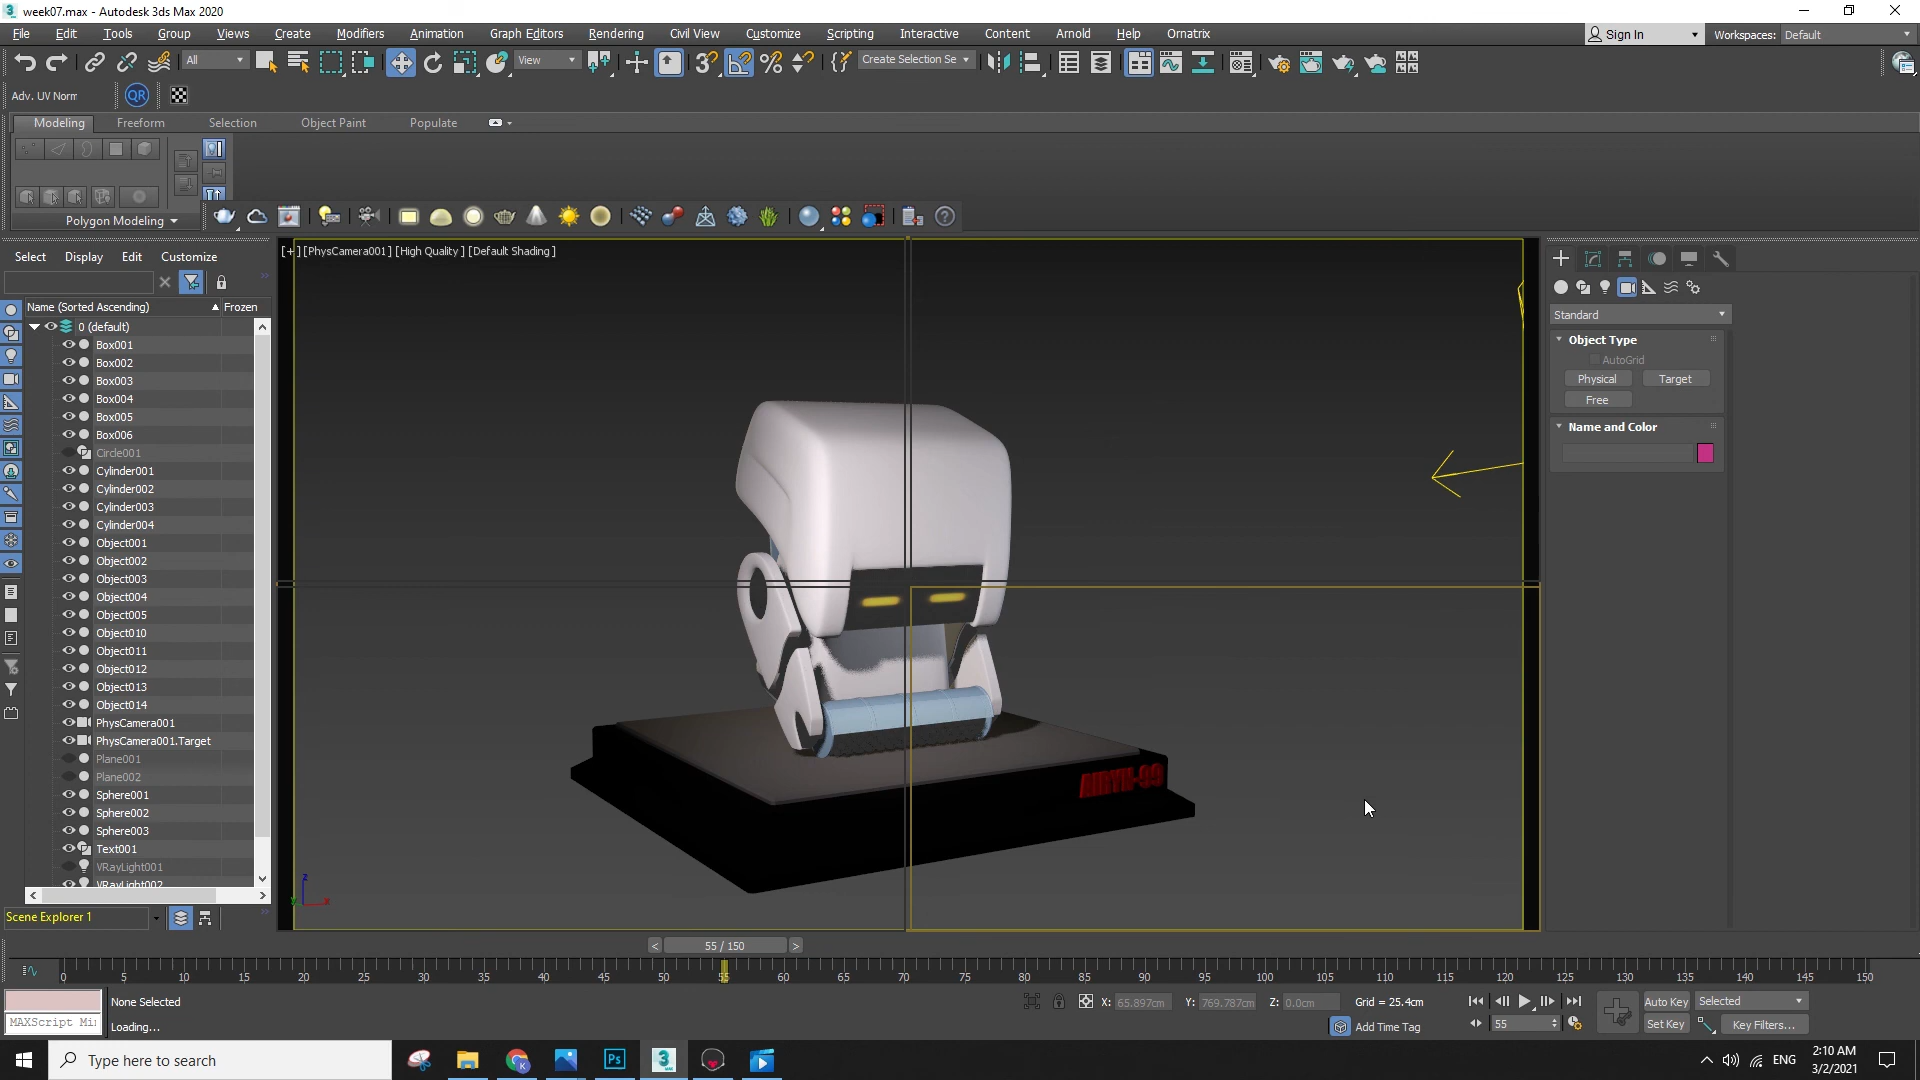 week07.max - Autodesk 3ds Max 2020
File Edit Tools Group Views Create Modifiers Animation Graph Editors Rendering Civil View Customize Scripting Interactive Content Arnold Help Ornatrix Sign In Workspaces: Default
All View Create Selection Se
Adv. UV Norm QR
Modeling Freeform Selection Object Paint Populate
Polygon Modeling
Select Display Edit Customize
[+] [PhysCamera001] [High Quality ] [Default Shading ]
Name (Sorted Ascending) Frozen
0 (default)
Box001
Box002
Box003
Box004
Box005
Box006
Circle001
Cylinder001
Cylinder002
Cylinder003
Cylinder004
Object001
Object002
Object003
Object004
Object005
Object010
Object011
Object012
Object013
Object014
PhysCamera001
PhysCamera001.Target
Plane001
Plane002
Sphere001
Sphere002
Sphere003
Text001
VRayLight001
VRayLight002
Scene Explorer 1
Standard
Object Type
AutoGrid
Physical Target
Free
Name and Color
z
x
y
55 / 150
0 5 10 15 20 25 30 35 40 45 50 55 60 65 70 75 80 85 90 95 100 105 110 115 120 125 130 135 140 145 150
None Selected
X: 65.897cm Y: 769.787cm Z: 0.0cm Grid = 25.4cm
Auto Key Selected
MAXScript Mi
Loading...
Add Time Tag
55
Set Key Key Filters...
Type here to search
Ps
3
MAX
ENG
2:10 AM
3/2/2021